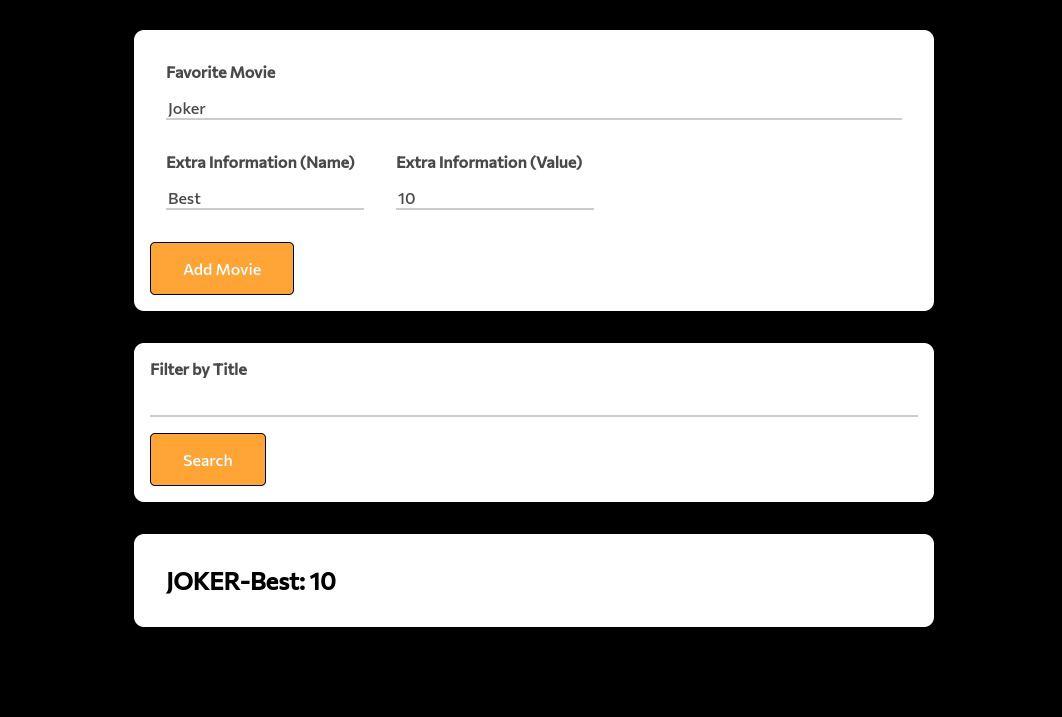 Favorite Movie
Joker
Extra Information (Name) Extra Information (Value)
Best 10
Add Movie
Filter by Title
Search
JOKER-Best: 10